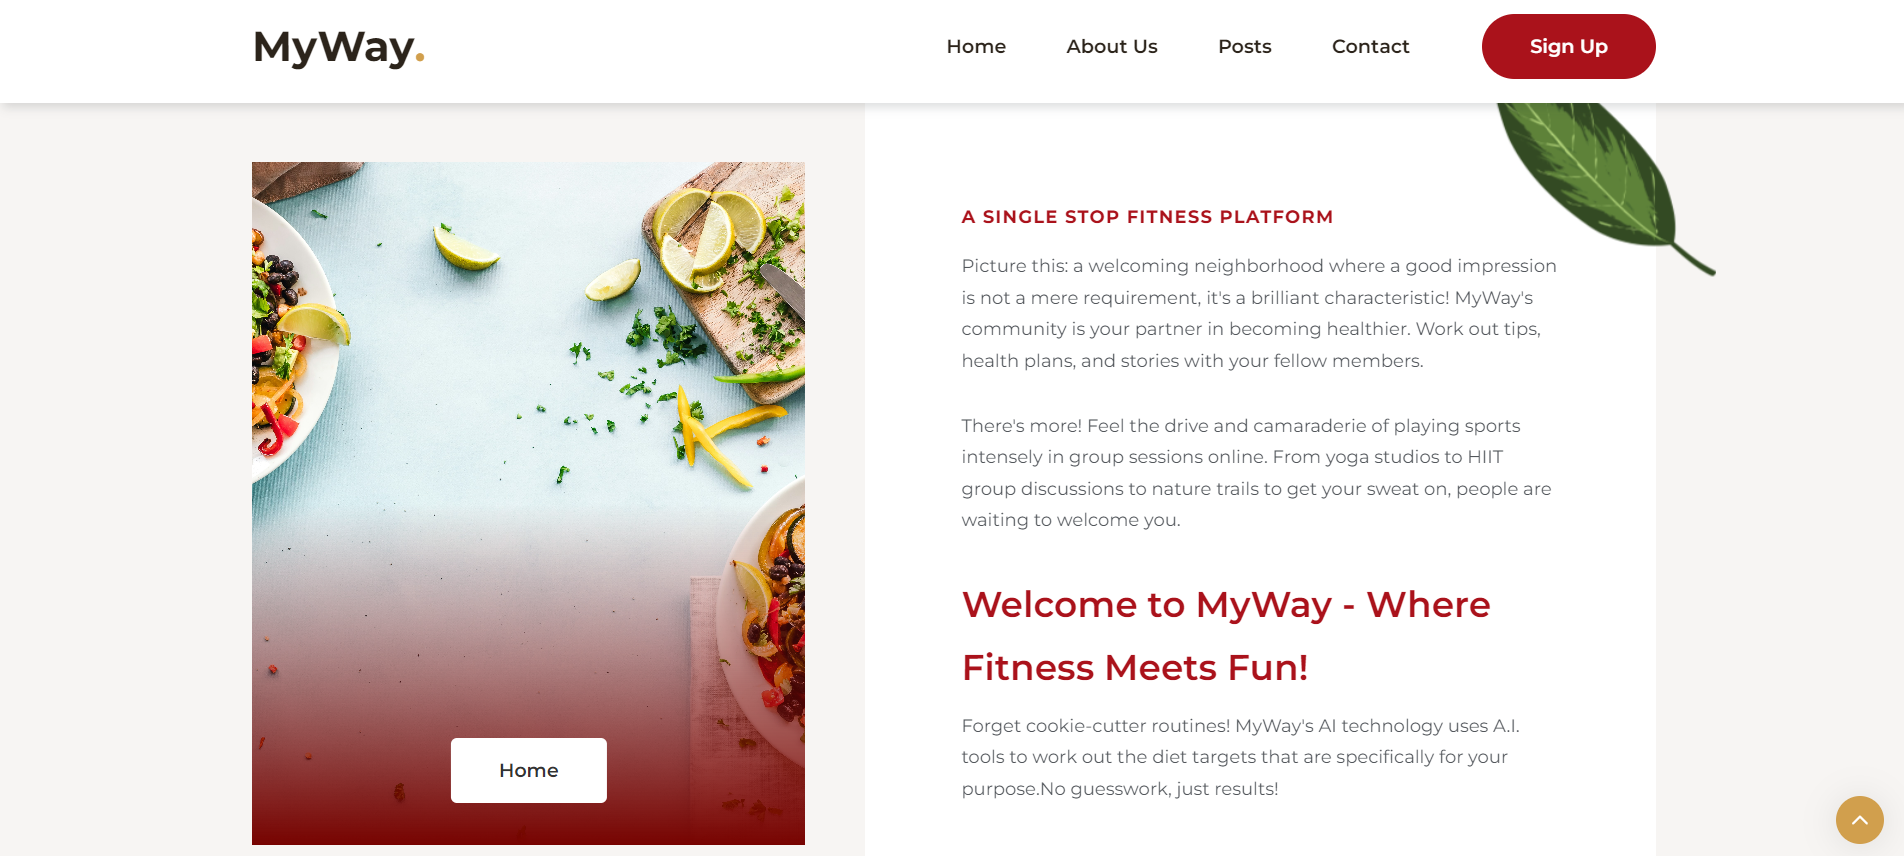 MyWay.
Home
About Us
Posts
Contact
Sign Up
A SINGLE STOP FITNESS PLATFORM
Picture this: a welcoming neighborhood where a good impression
is not a mere requirement, it's a brilliant characteristic! MyWay's
community is your partner in becoming healthier. Work out tips,
health plans, and stories with your fellow members.
There's more! Feel the drive and camaraderie of playing sports
intensely in group sessions online. From yoga studios to HIIT
group discussions to nature trails to get your sweat on, people are
waiting to welcome you.
Welcome to MyWay - Where
Fitness Meets Fun!
Forget cookie-cutter routines! MyWay's AI technology uses A.I.
tools to work out the diet targets that are specifically for your
purpose.No guesswork, just results!
Home